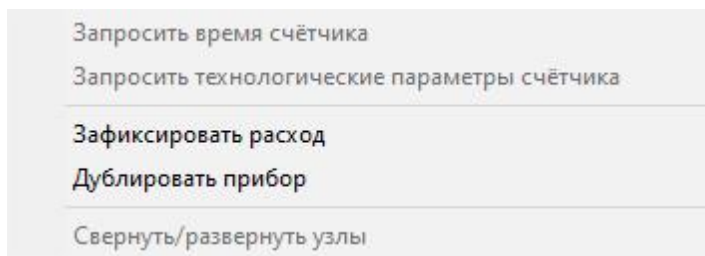 Запросить время счётчика
Запросить технологические параметры счётчика
Зафиксировать расход
Дублировать прибор
Свернуть/развернуть узлы